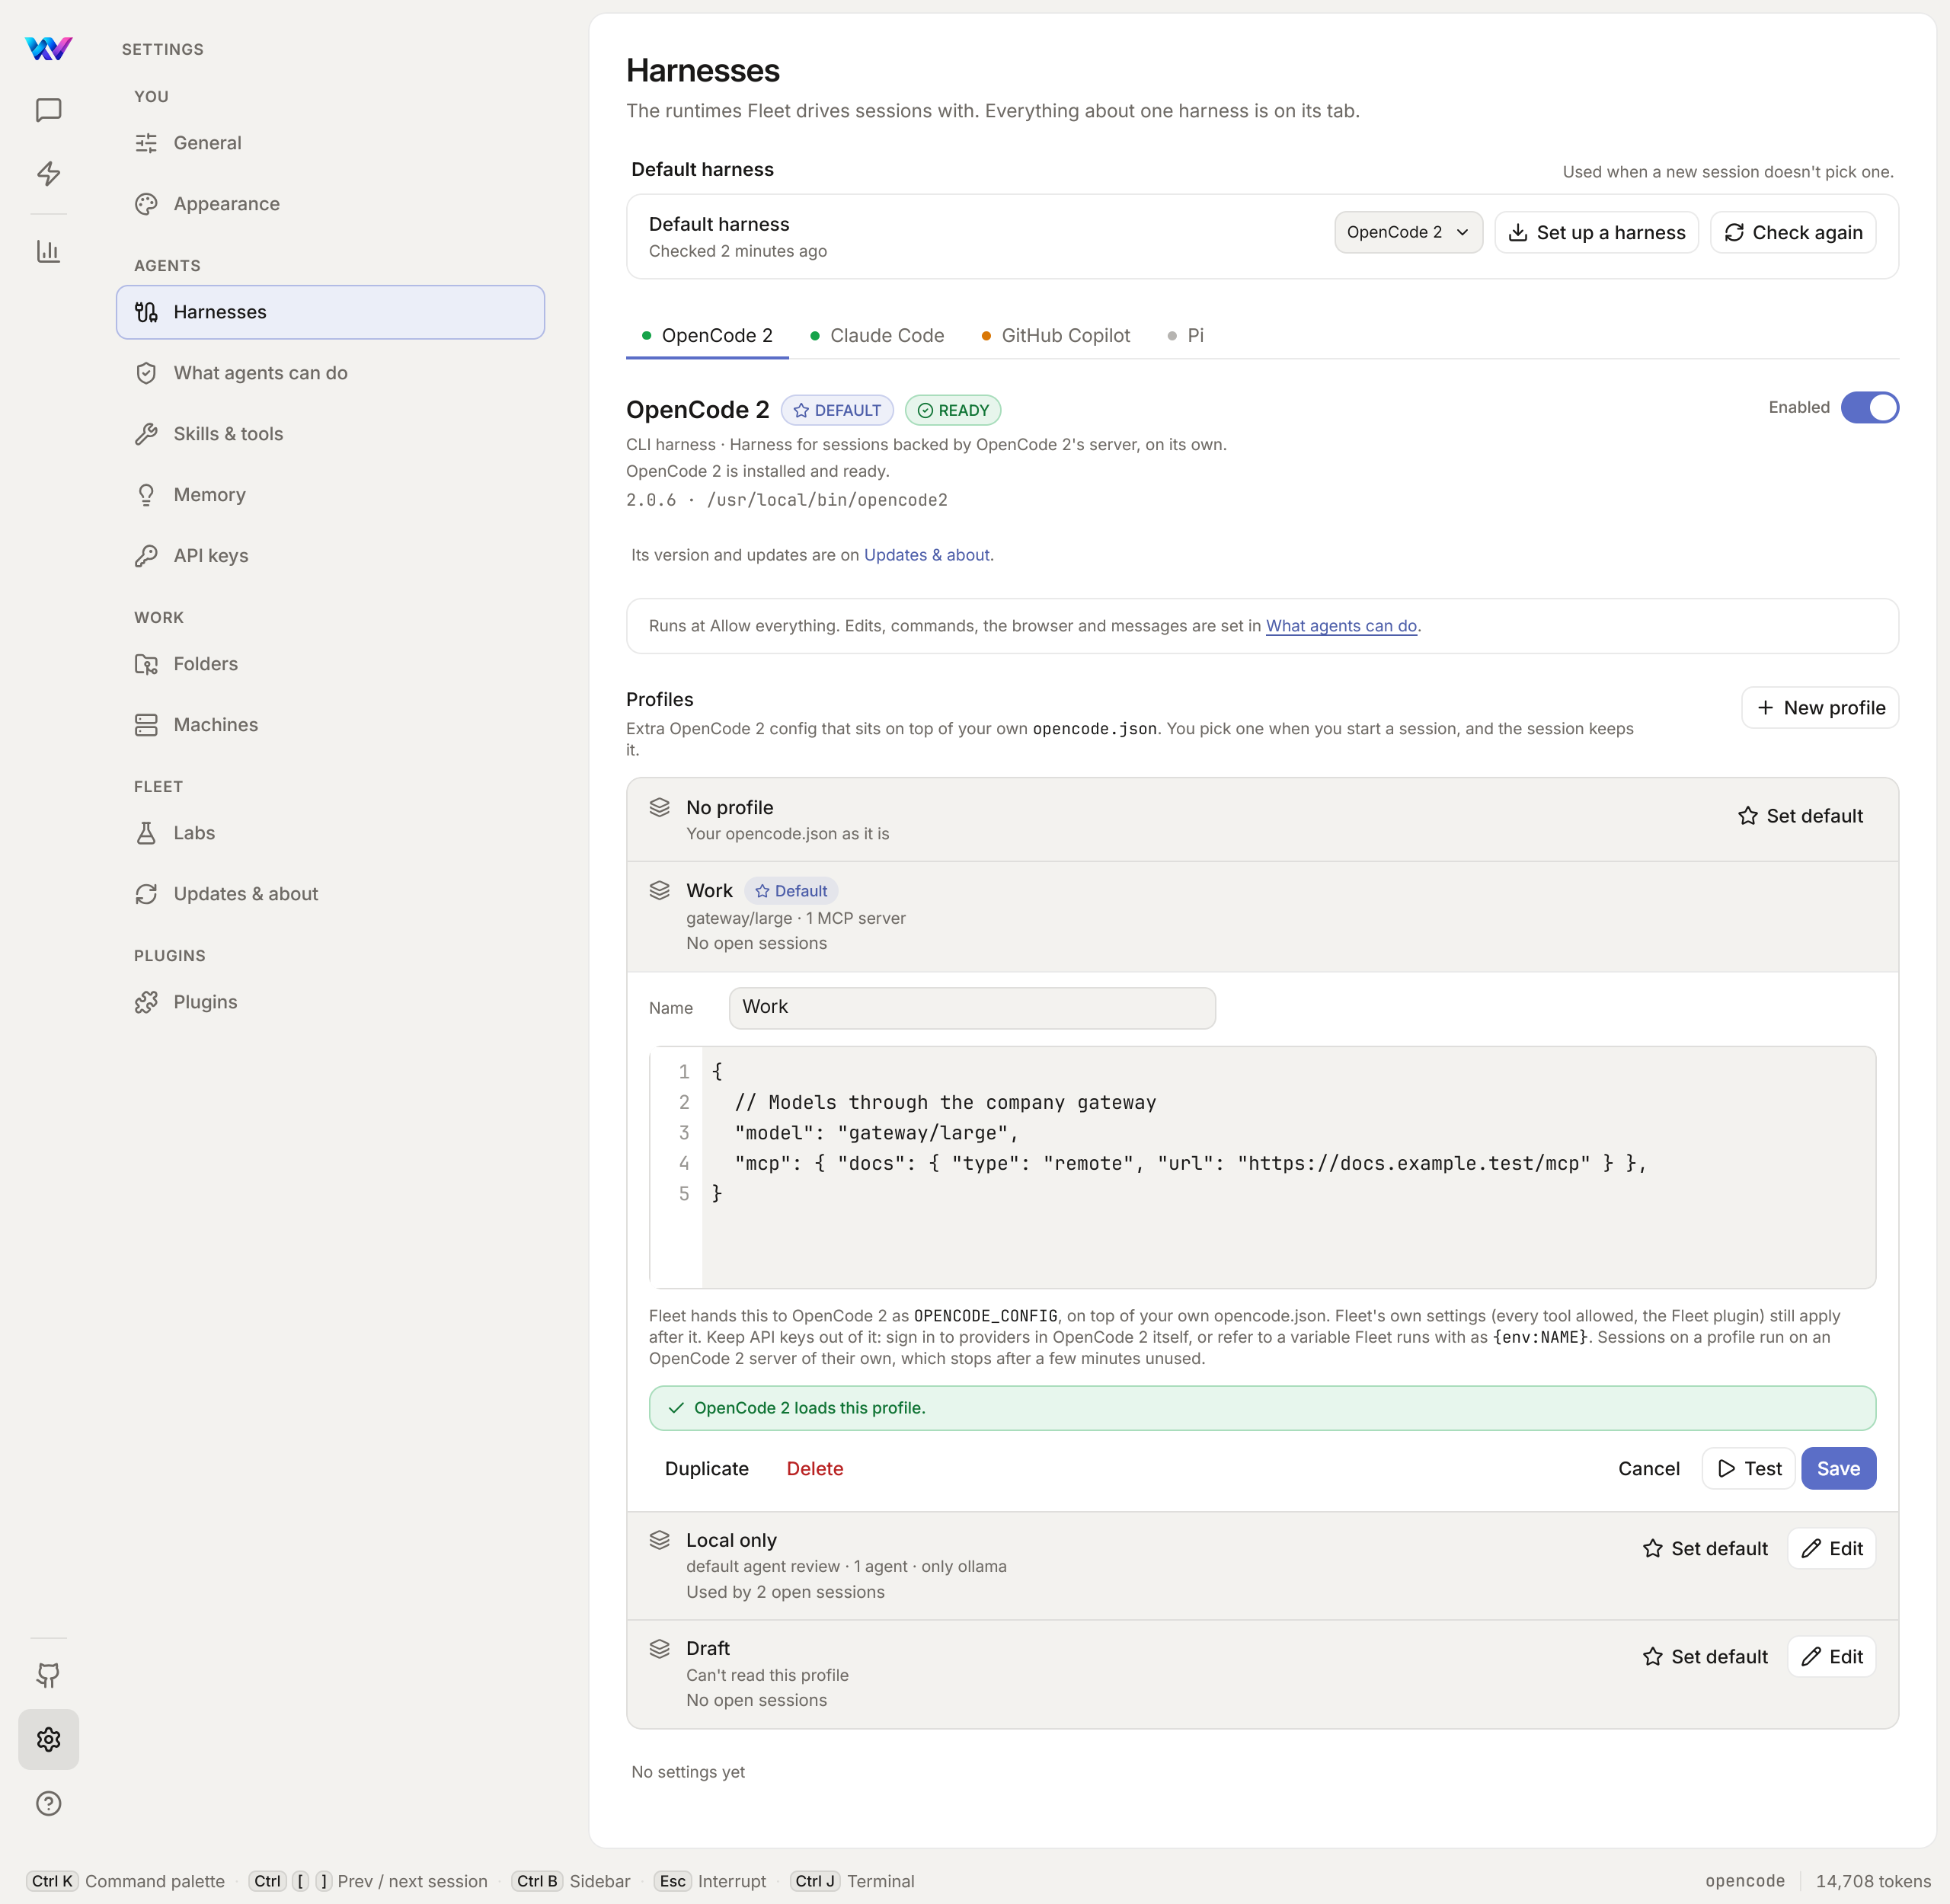 SETTINGS
YOU
General
Appearance
AGENTS
Harnesses
What agents can do
Skills & tools
Memory
API keys
WORK
Folders
Machines
FLEET
Labs
Updates & about
PLUGINS
Plugins
Harnesses
The runtimes Fleet drives sessions with. Everything about one harness is on its tab.
Default harness
Used when a new session doesn't pick one.
Default harness
Checked 2 minutes ago
OpenCode 2
Set up a harness
Check again
OpenCode 2
Claude Code
GitHub Copilot
Pi
OpenCode 2
DEFAULT
READY
Enabled
CLI harness · Harness for sessions backed by OpenCode 2's server, on its own.
OpenCode 2 is installed and ready.
2.0.6 · /usr/local/bin/opencode2
Its version and updates are on Updates & about.
Runs at Allow everything. Edits, commands, the browser and messages are set in What agents can do.
Profiles
New profile
Extra OpenCode 2 config that sits on top of your own opencode.json. You pick one when you start a session, and the session keeps
it.
No profile
Your opencode.json as it is
Set default
Work
Default
gateway/large · 1 MCP server
No open sessions
Name
Work
1 {
2   // Models through the company gateway
3   "model": "gateway/large",
4   "mcp": { "docs": { "type": "remote", "url": "https://docs.example.test/mcp" } },
5 }
Fleet hands this to OpenCode 2 as OPENCODE_CONFIG, on top of your own opencode.json. Fleet's own settings (every tool allowed, the Fleet plugin) still apply
after it. Keep API keys out of it: sign in to providers in OpenCode 2 itself, or refer to a variable Fleet runs with as {env:NAME}. Sessions on a profile run on an
OpenCode 2 server of their own, which stops after a few minutes unused.
OpenCode 2 loads this profile.
Duplicate
Delete
Cancel
Test
Save
Local only
default agent review · 1 agent · only ollama
Used by 2 open sessions
Set default
Edit
Draft
Can't read this profile
No open sessions
Set default
Edit
No settings yet
Ctrl K Command palette · Ctrl [ ] Prev / next session · Ctrl B Sidebar · Esc Interrupt · Ctrl J Terminal
opencode
14,708 tokens